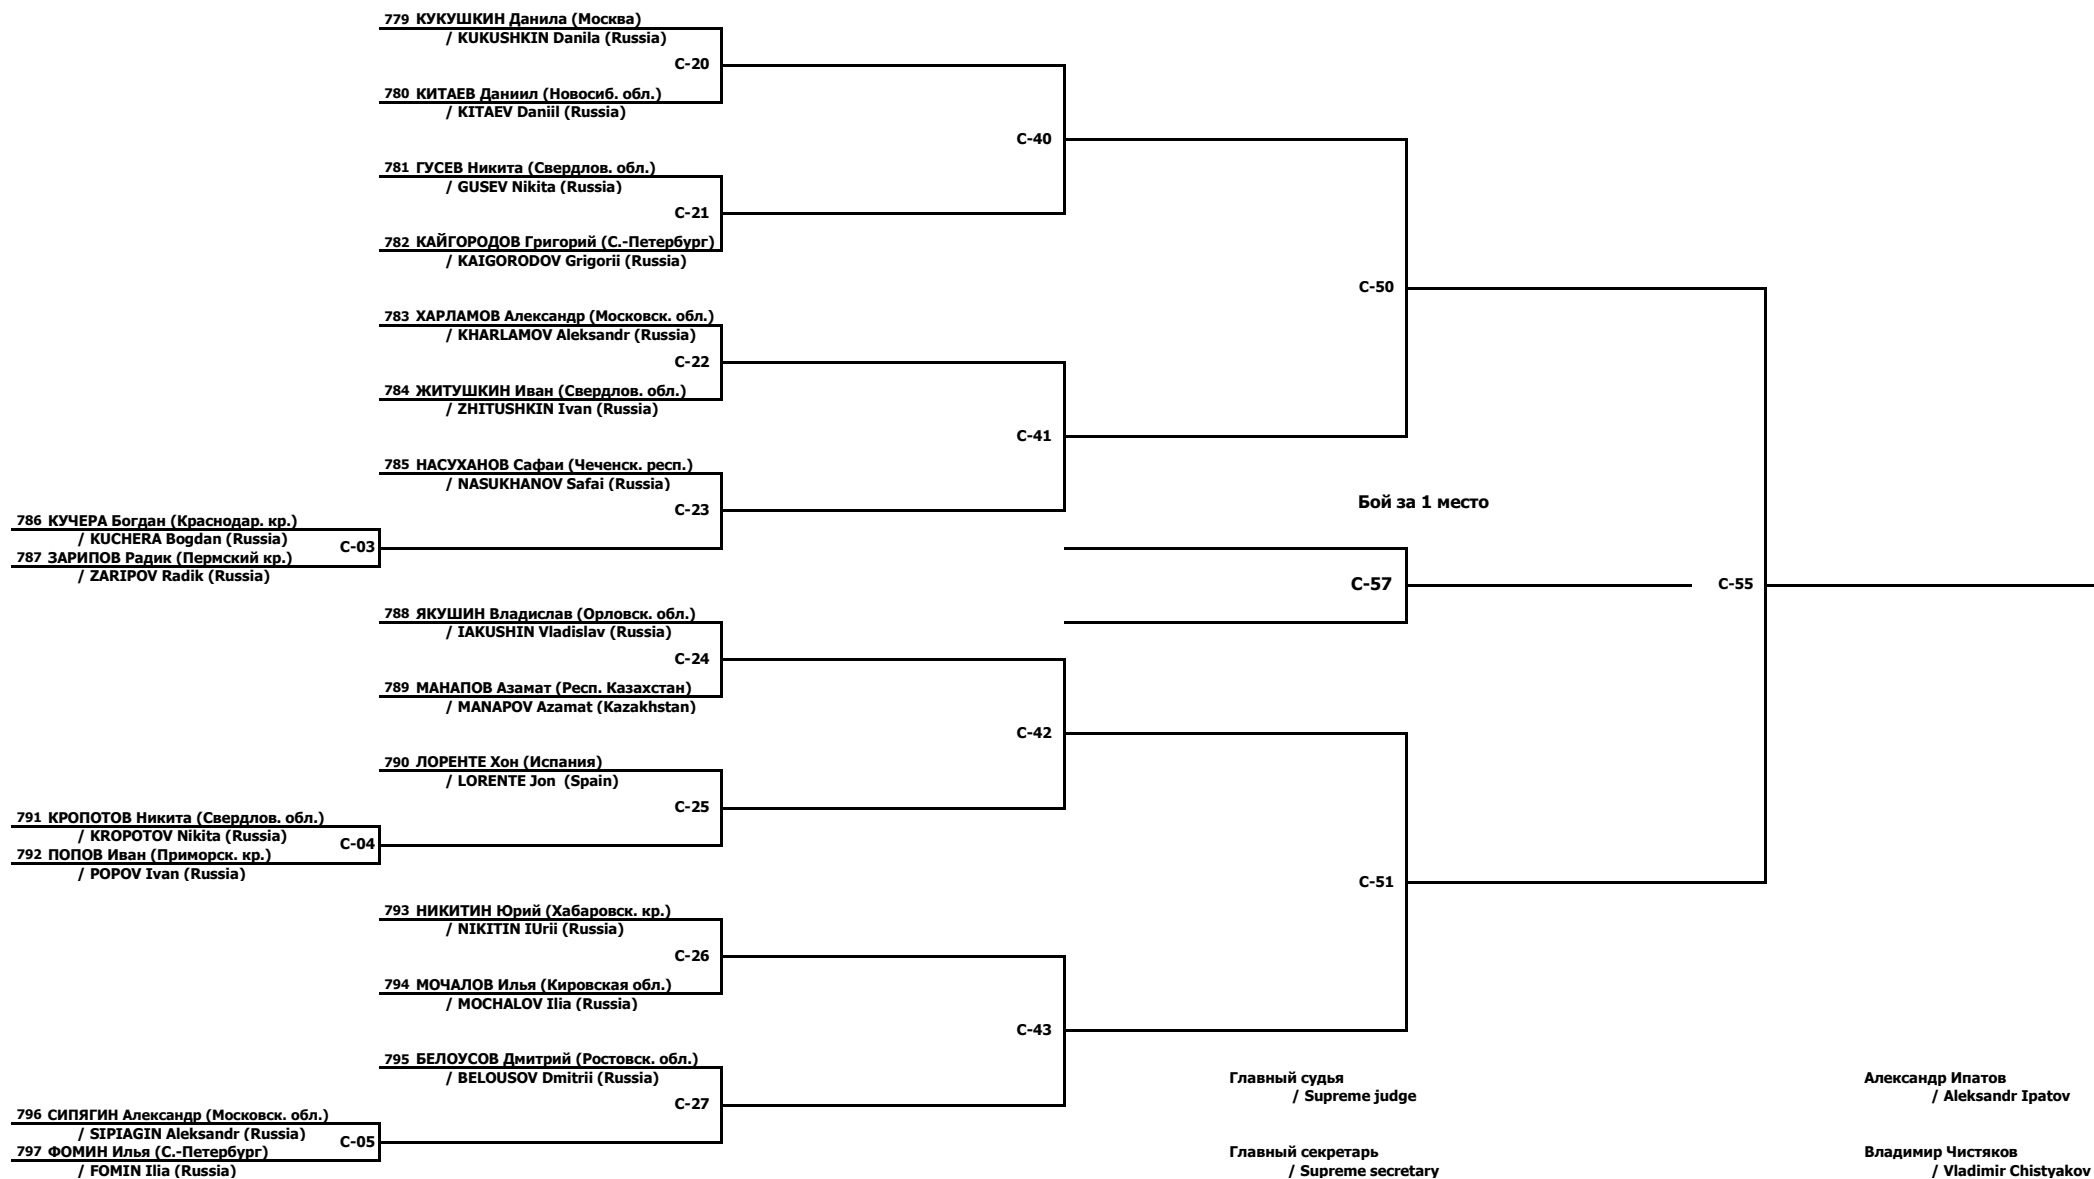 779 КУКУШКИН Данила (Москва)
/ KUKUSHKIN Danila (Russia)
C-20
780 КИТАЕВ Даниил (Новосиб. обл.)
/ KITAEV Daniil (Russia)
C-40
781 ГУСЕВ Никита (Свердлов. обл.)
/ GUSEV Nikita (Russia)
C-21
782 КАЙГОРОДОВ Григорий (С.-Петербург)
/ KAIGORODOV Grigorii (Russia)
C-50
783 ХАРЛАМОВ Александр (Московск. обл.)
/ KHARLAMOV Aleksandr (Russia)
C-22
784 ЖИТУШКИН Иван (Свердлов. обл.)
/ ZHITUSHKIN Ivan (Russia)
C-41
785 НАСУХАНОВ Сафаи (Чеченск. респ.)
/ NASUKHANOV Safai (Russia)
C-23
Бой за 1 место
786 КУЧЕРА Богдан (Краснодар. кр.)
/ KUCHERA Bogdan (Russia)
C-03
787 ЗАРИПОВ Радик (Пермский кр.)
/ ZARIPOV Radik (Russia)
C-57
C-55
788 ЯКУШИН Владислав (Орловск. обл.)
/ IAKUSHIN Vladislav (Russia)
C-24
789 МАНАПОВ Азамат (Респ. Казахстан)
/ MANAPOV Azamat (Kazakhstan)
C-42
790 ЛОРЕНТЕ Хон (Испания)
/ LORENTE Jon (Spain)
C-25
791 КРОПОТОВ Никита (Свердлов. обл.)
/ KROPOTOV Nikita (Russia)
C-04
792 ПОПОВ Иван (Приморск. кр.)
/ POPOV Ivan (Russia)
C-51
793 НИКИТИН Юрий (Хабаровск. кр.)
/ NIKITIN IUrii (Russia)
C-26
794 МОЧАЛОВ Илья (Кировская обл.)
/ MOCHALOV Ilia (Russia)
C-43
795 БЕЛОУСОВ Дмитрий (Ростовск. обл.)
/ BELOUSOV Dmitrii (Russia)
C-27
796 СИПЯГИН Александр (Московск. обл.)
/ SIPIAGIN Aleksandr (Russia)
C-05
797 ФОМИН Илья (С.-Петербург)
/ FOMIN Ilia (Russia)
Главный судья
/ Supreme judge
Александр Ипатов
/ Aleksandr Ipatov
Главный секретарь
/ Supreme secretary
Владимир Чистяков
/ Vladimir Chistyakov